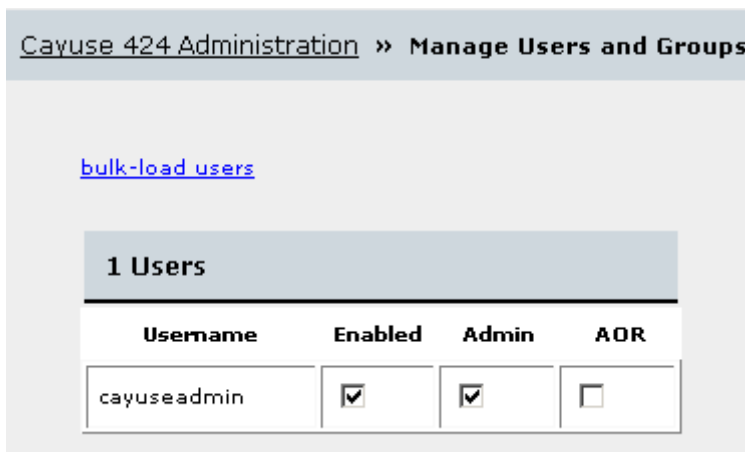 Cayuse 424 Administration » Manage Users and Groups
bulk-load users
1 Users
Username Enabled Admin AOR
cayuseadmin